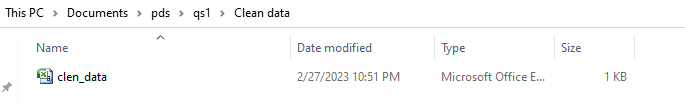 This PC > Documents > pds > qs1 > Clean data
Name Date modified Type Size
clen_data 2/27/2023 10:51 PM Microsoft Office E... 1 KB